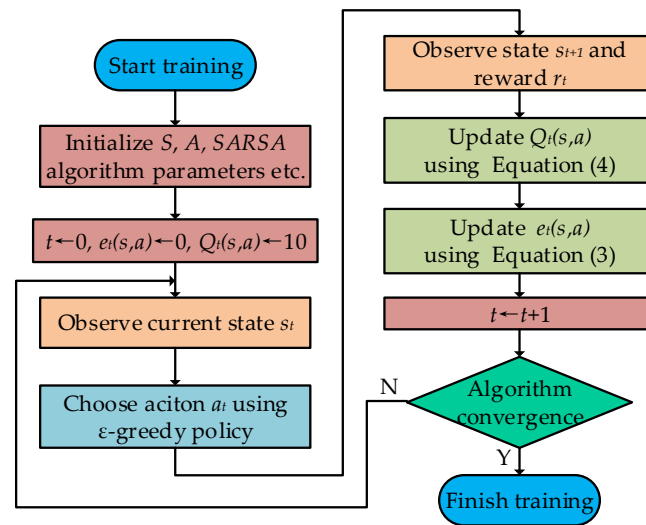 Start training
Initialize S, A, SARSA
algorithm parameters etc.
t←0, eₜ(s,a)←0, Qₜ(s,a)←10
Observe current state sₜ
Choose aciton aₜ using
ε-greedy policy
Observe state sₜ₊₁ and
reward rₜ
Update Qₜ(s,a)
using Equation (4)
Update eₜ(s,a)
using Equation (3)
t←t+1
N
Algorithm
convergence
Y
Finish training